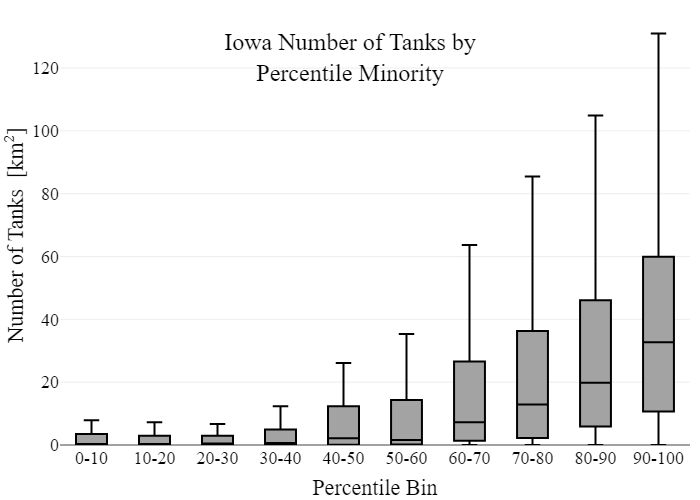 Iowa Number of Tanks by
Percentile Minority
Number of Tanks [km²]
120
100
80
60
40
20
0
0-10 10-20 20-30 30-40 40-50 50-60 60-70 70-80 80-90 90-100
Percentile Bin